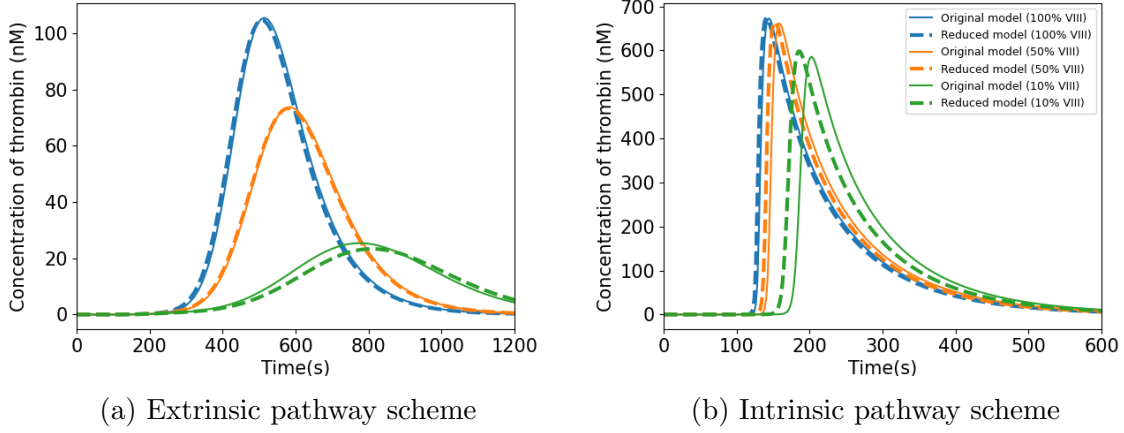 Concentration of thrombin (nM)
100
80
60
40
20
0
0 200 400 600 800 1000 1200
Time(s)
(a) Extrinsic pathway scheme
Concentration of thrombin (nM)
700
600
500
400
300
200
100
0
0 100 200 300 400 500 600
Time(s)
Original model (100% VIII)
Reduced model (100% VIII)
Original model (50% VIII)
Reduced model (50% VIII)
Original model (10% VIII)
Reduced model (10% VIII)
(b) Intrinsic pathway scheme